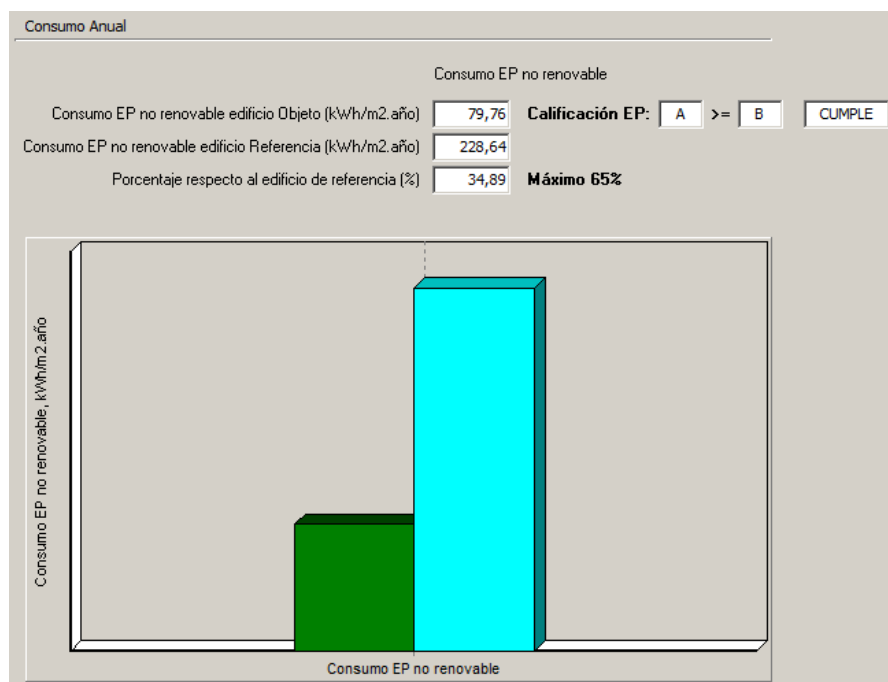 Consumo Anual
Consumo EP no renovable
Consumo EP no renovable edificio Objeto (kWh/m2.año) 79,76 Calificación EP: A >= B CUMPLE
Consumo EP no renovable edificio Referencia (kWh/m2.año) 228,64
Porcentaje respecto al edificio de referencia (%) 34,89 Máximo 65%
Consumo EP no renovable, kWh/m2.año
Consumo EP no renovable